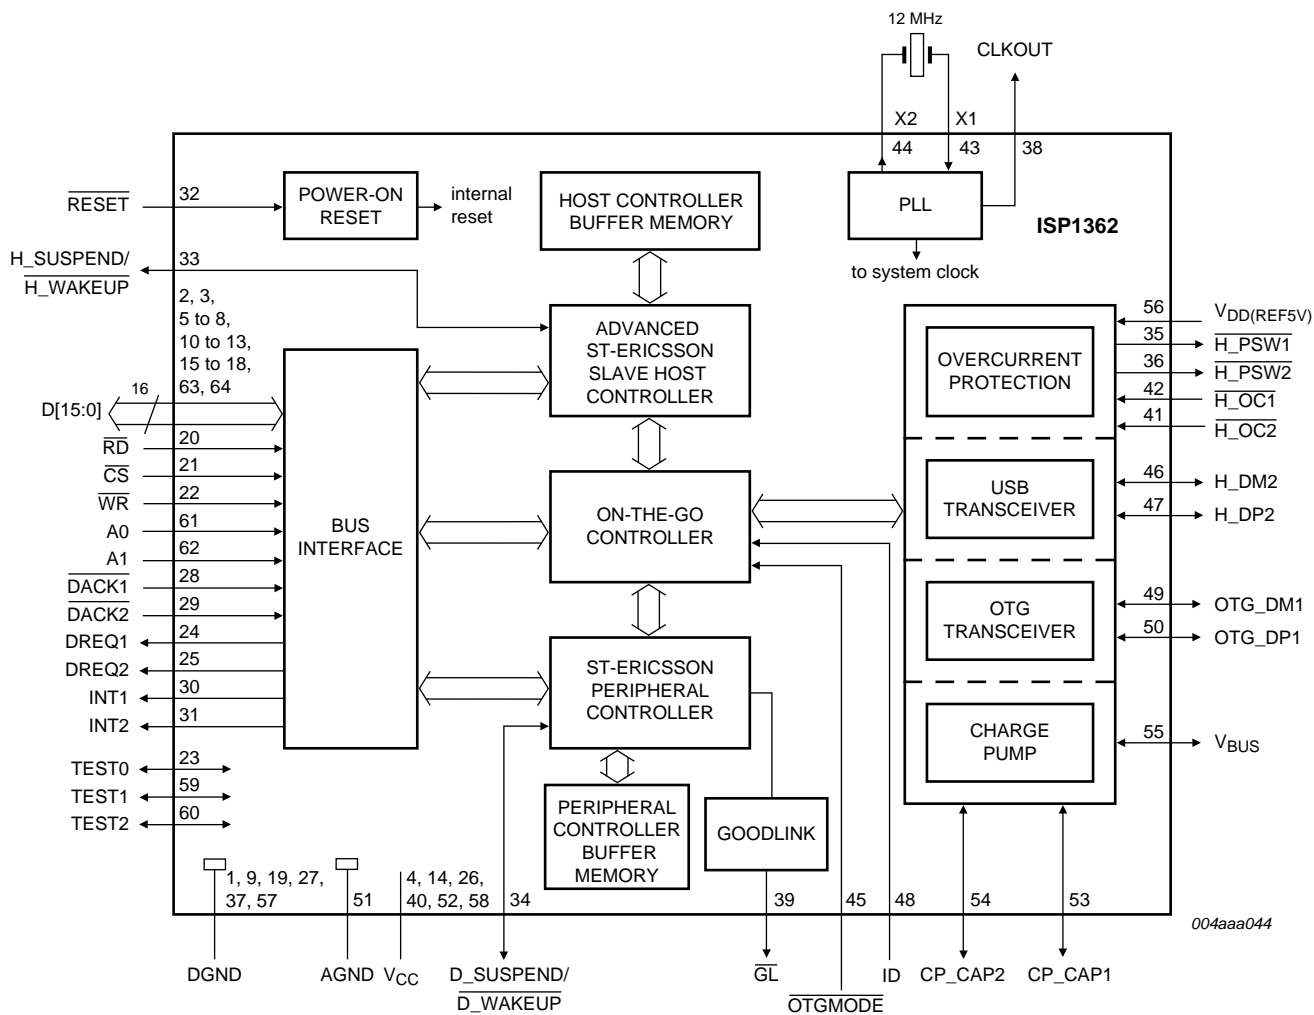 12 MHz
CLKOUT
X2
X1
44
43
38
RESET
32
POWER-ON
RESET
internal
reset
HOST CONTROLLER
BUFFER MEMORY
PLL
ISP1362
to system clock
H_SUSPEND/
H_WAKEUP
33
2, 3,
5 to 8,
10 to 13,
15 to 18,
63, 64
16
D[15:0]
RD
20
CS
21
WR
22
A0
61
A1
62
DACK1
28
DACK2
29
DREQ1
24
DREQ2
25
INT1
30
INT2
31
TEST0
23
TEST1
59
TEST2
60
BUS
INTERFACE
ADVANCED
ST-ERICSSON
SLAVE HOST
CONTROLLER
ON-THE-GO
CONTROLLER
ST-ERICSSON
PERIPHERAL
CONTROLLER
PERIPHERAL
CONTROLLER
BUFFER
MEMORY
GOODLINK
OVERCURRENT
PROTECTION
USB
TRANSCEIVER
OTG
TRANSCEIVER
CHARGE
PUMP
56
VDD(REF5V)
35
H_PSW1
36
H_PSW2
42
H_OC1
41
H_OC2
46
H_DM2
47
H_DP2
49
OTG_DM1
50
OTG_DP1
55
VBUS
1, 9, 19, 27,
37, 57
51
4, 14, 26,
40, 52, 58
34
39
45
48
54
53
004aaa044
DGND
AGND
VCC
D_SUSPEND/
D_WAKEUP
GL
OTGMODE
ID
CP_CAP2
CP_CAP1